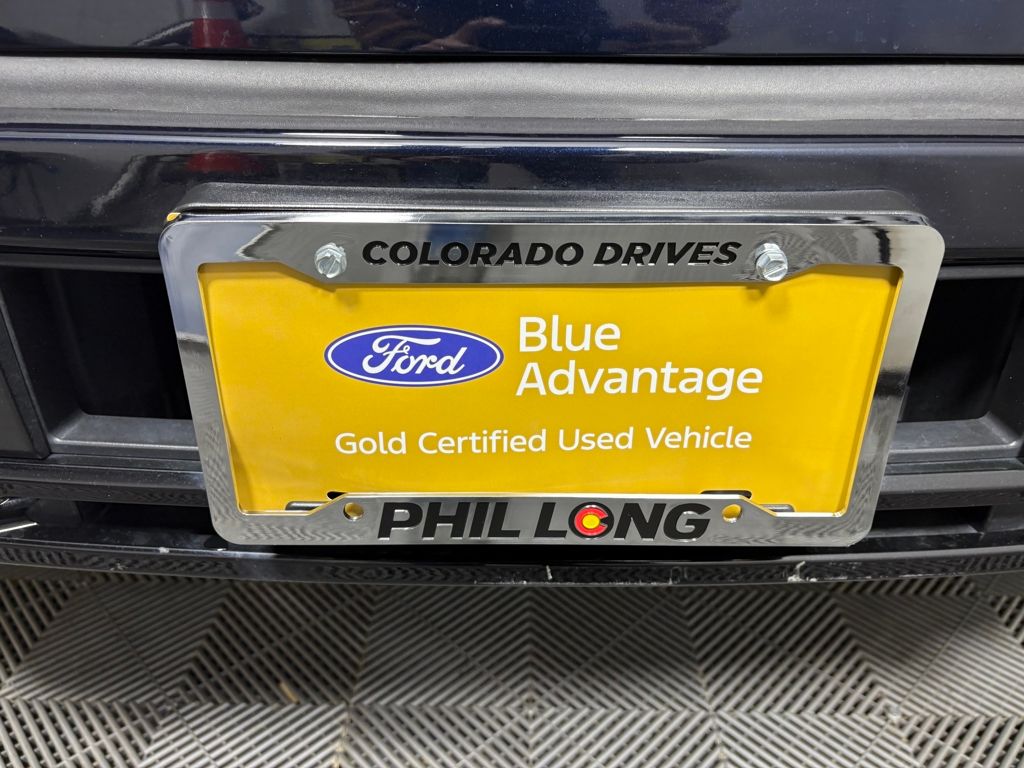 COLORADO DRIVES
Ford
Blue
Advantage
Gold Certified Used Vehicle
PHIL LONG